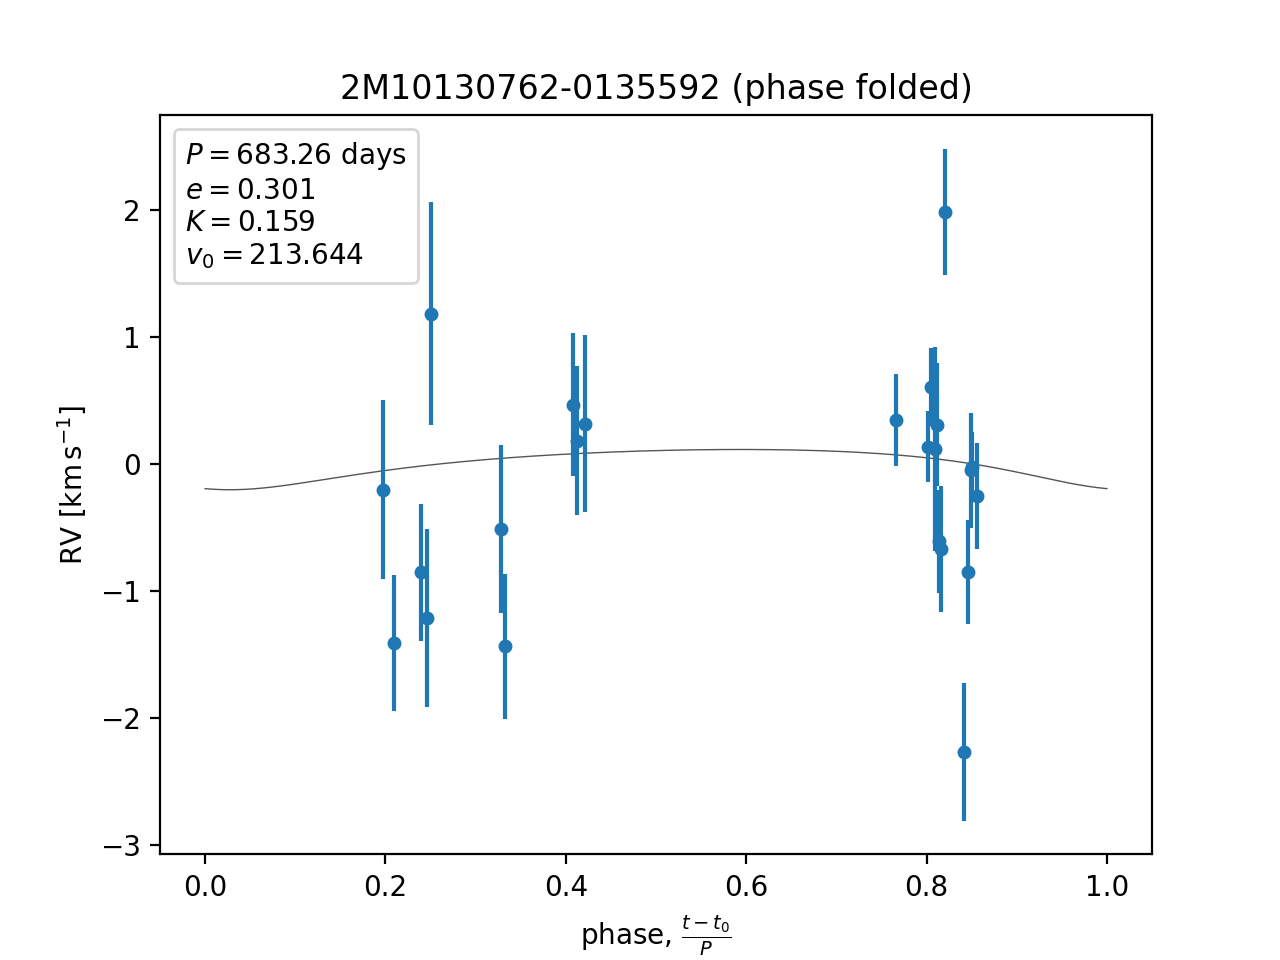 2M10130762-0135592 (phase folded)
P = 683.26 days
e = 0.301
K = 0.159
v₀ = 213.644
2
1
0
−1
−2
−3
RV [km s⁻¹]
0.0 0.2 0.4 0.6 0.8 1.0
phase, (t − t₀)/P